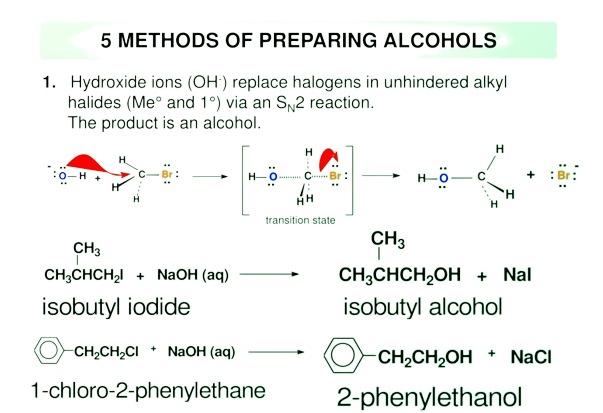 5 METHODS OF PREPARING ALCOHOLS
1. Hydroxide ions (OH⁻) replace halogens in unhindered alkyl
halides (Me° and 1°) via an Sₙ2 reaction.
The product is an alcohol.
⁻:O–H + H H H C–Br: H–O C Br: H H H H–O–C H H H + :Br:⁻
transition state
CH₃ CH₃
CH₃CHCH₂I + NaOH (aq) CH₃CHCH₂OH + NaI
isobutyl iodide isobutyl alcohol
CH₂CH₂Cl + NaOH (aq) CH₂CH₂OH + NaCl
1-chloro-2-phenylethane 2-phenylethanol